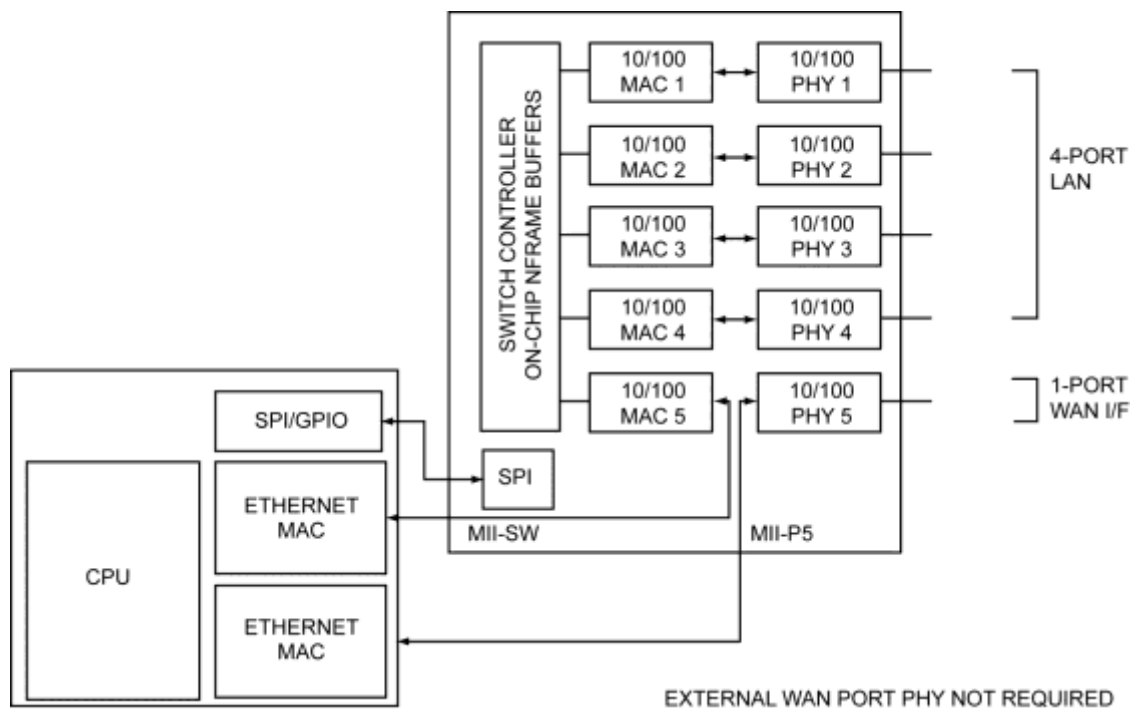 SWITCH CONTROLLER
ON-CHIP NFRAME BUFFERS
10/100
MAC 1
10/100
PHY 1
10/100
MAC 2
10/100
PHY 2
10/100
MAC 3
10/100
PHY 3
10/100
MAC 4
10/100
PHY 4
10/100
MAC 5
10/100
PHY 5
4-PORT
LAN
1-PORT
WAN I/F
SPI/GPIO
SPI
ETHERNET
MAC
MII-SW
MII-P5
CPU
ETHERNET
MAC
EXTERNAL WAN PORT PHY NOT REQUIRED